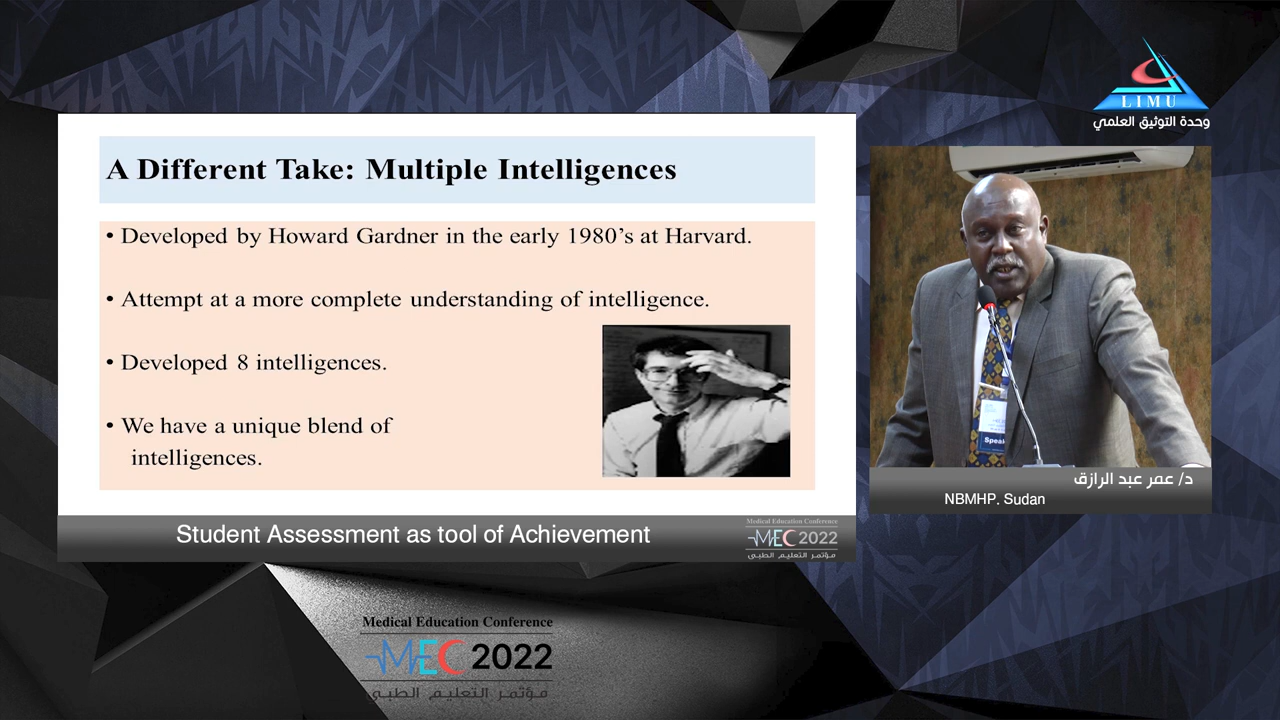 LIMU
وحدة التوثيق العلمي
A Different Take: Multiple Intelligences
• Developed by Howard Gardner in the early 1980’s at Harvard.
• Attempt at a more complete understanding of intelligence.
• Developed 8 intelligences.
• We have a unique blend of
intelligences.
Speak
د/ عمر عبد الرازق
NBMHP. Sudan
Student Assessment as tool of Achievement
Medical Education Conference
MEC 2022
مؤتمر التعليم الطبي
Medical Education Conference
MEC 2022
مؤتمر التعليم الطبي